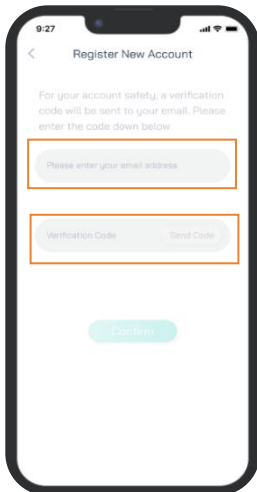 9:27
Register New Account
For your account safety, a verification
code will be sent to your email. Please
enter the code down below
Please enter your email address
Verification Code Send Code
Confirm